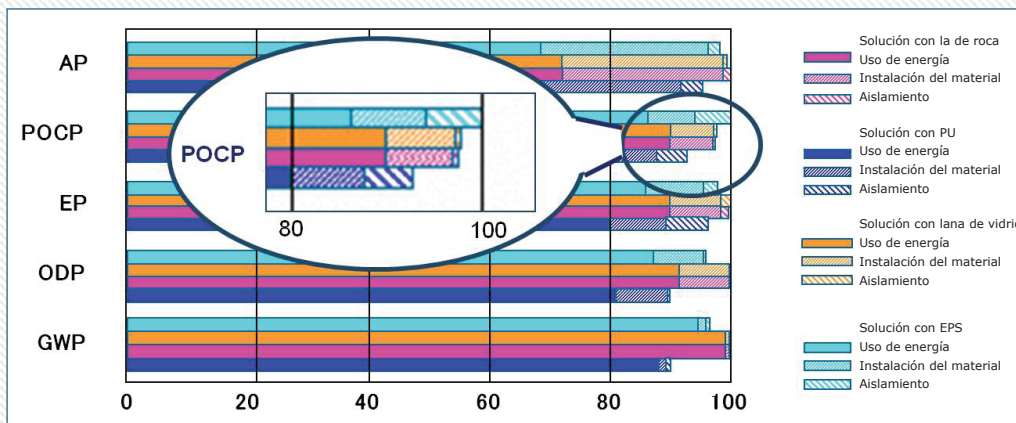 AP
POCP
EP
ODP
GWP
POCP
80 100
0 20 40 60 80 100
Solución con la de roca
Uso de energía
Instalación del material
Aislamiento
Solución con PU
Uso de energía
Instalación del material
Aislamiento
Solución con lana de vidrio
Uso de energía
Instalación del material
Aislamiento
Solución con EPS
Uso de energía
Instalación del material
Aislamiento